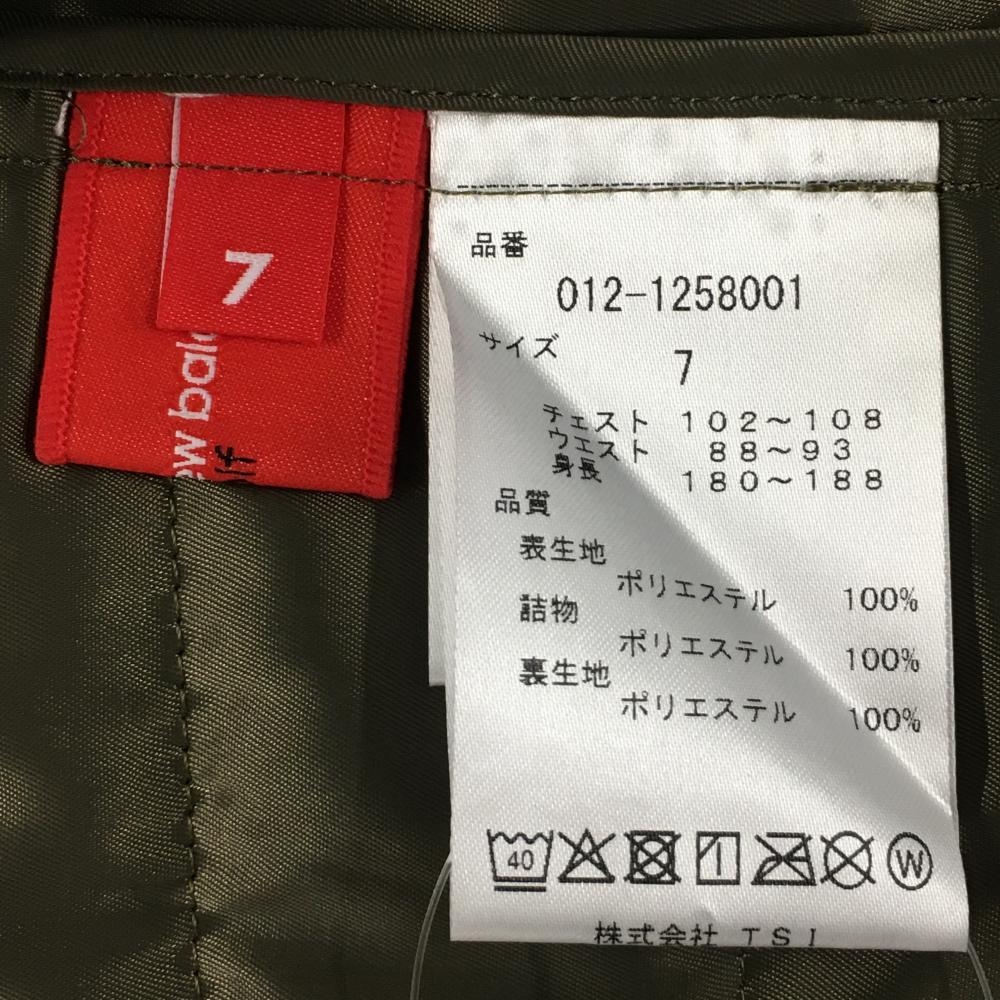 7
ew bala
lf
品番
012-1258001
サイズ 7
チェスト 102~108
ウエスト 88~93
身長 180~188
品質
表生地
ポリエステル 100%
詰物
ポリエステル 100%
裏生地
ポリエステル 100%
40
W
株式会社 TSI